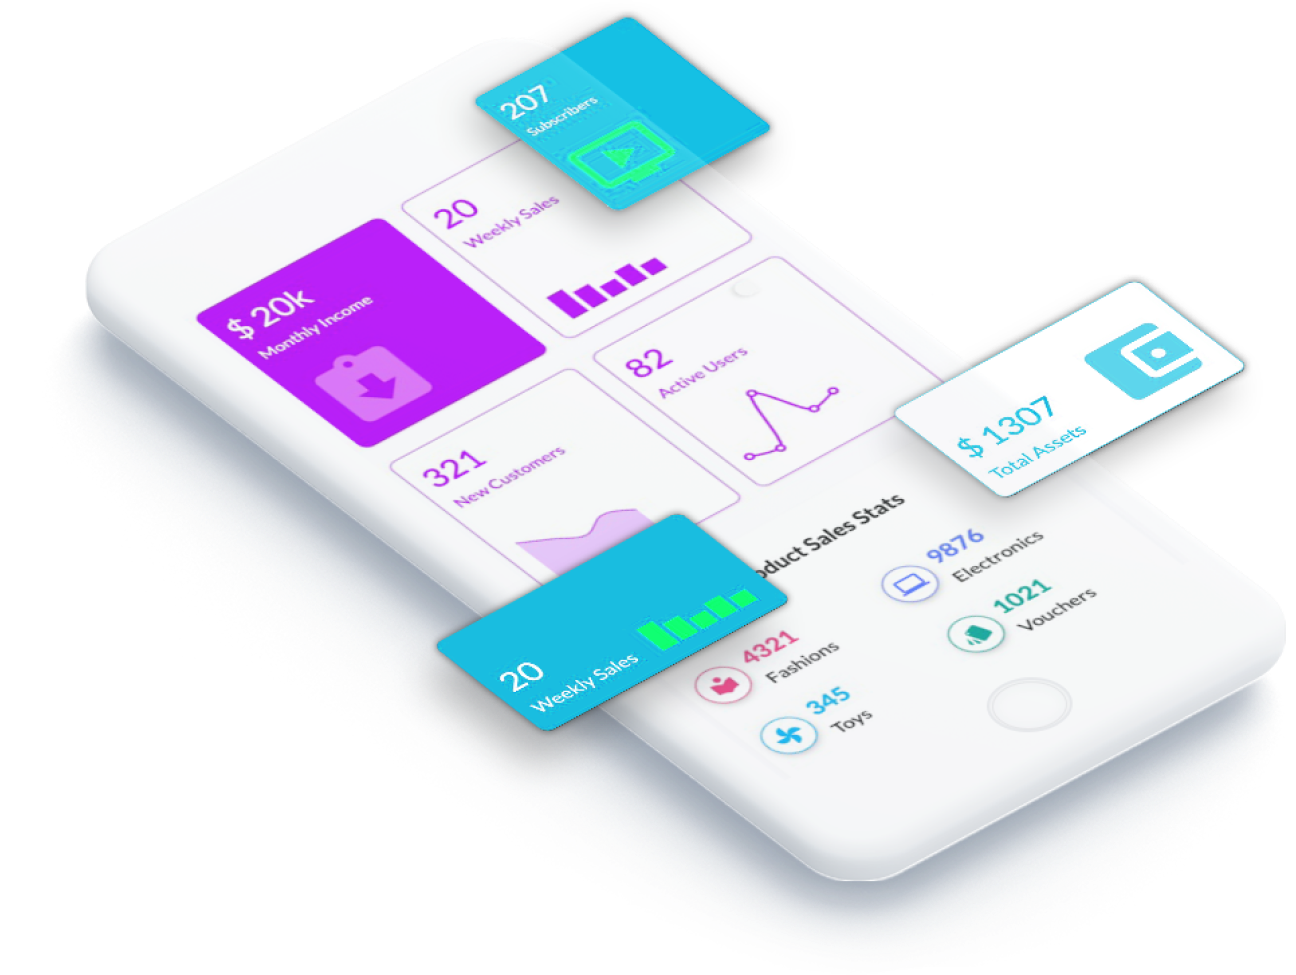 207
Subscribers
20
Weekly Sales
$ 20k
Monthly Income
82
Active Users
$ 1307
Total Assets
321
New Customers
oduct Sales Stats
9876
Electronics
1021
Vouchers
20
Weekly Sales
4321
Fashions
345
Toys